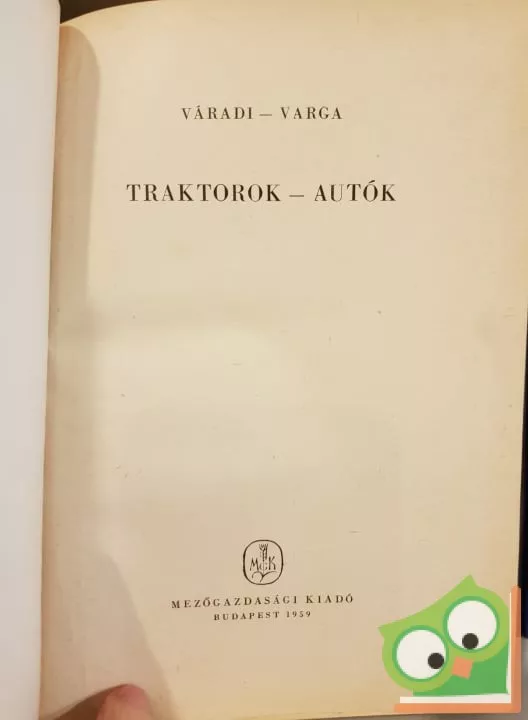 VÁRADI – VARGA
TRAKTOROK – AUTÓK
MGK
MEZŐGAZDASÁGI KIADÓ
BUDAPEST 1959